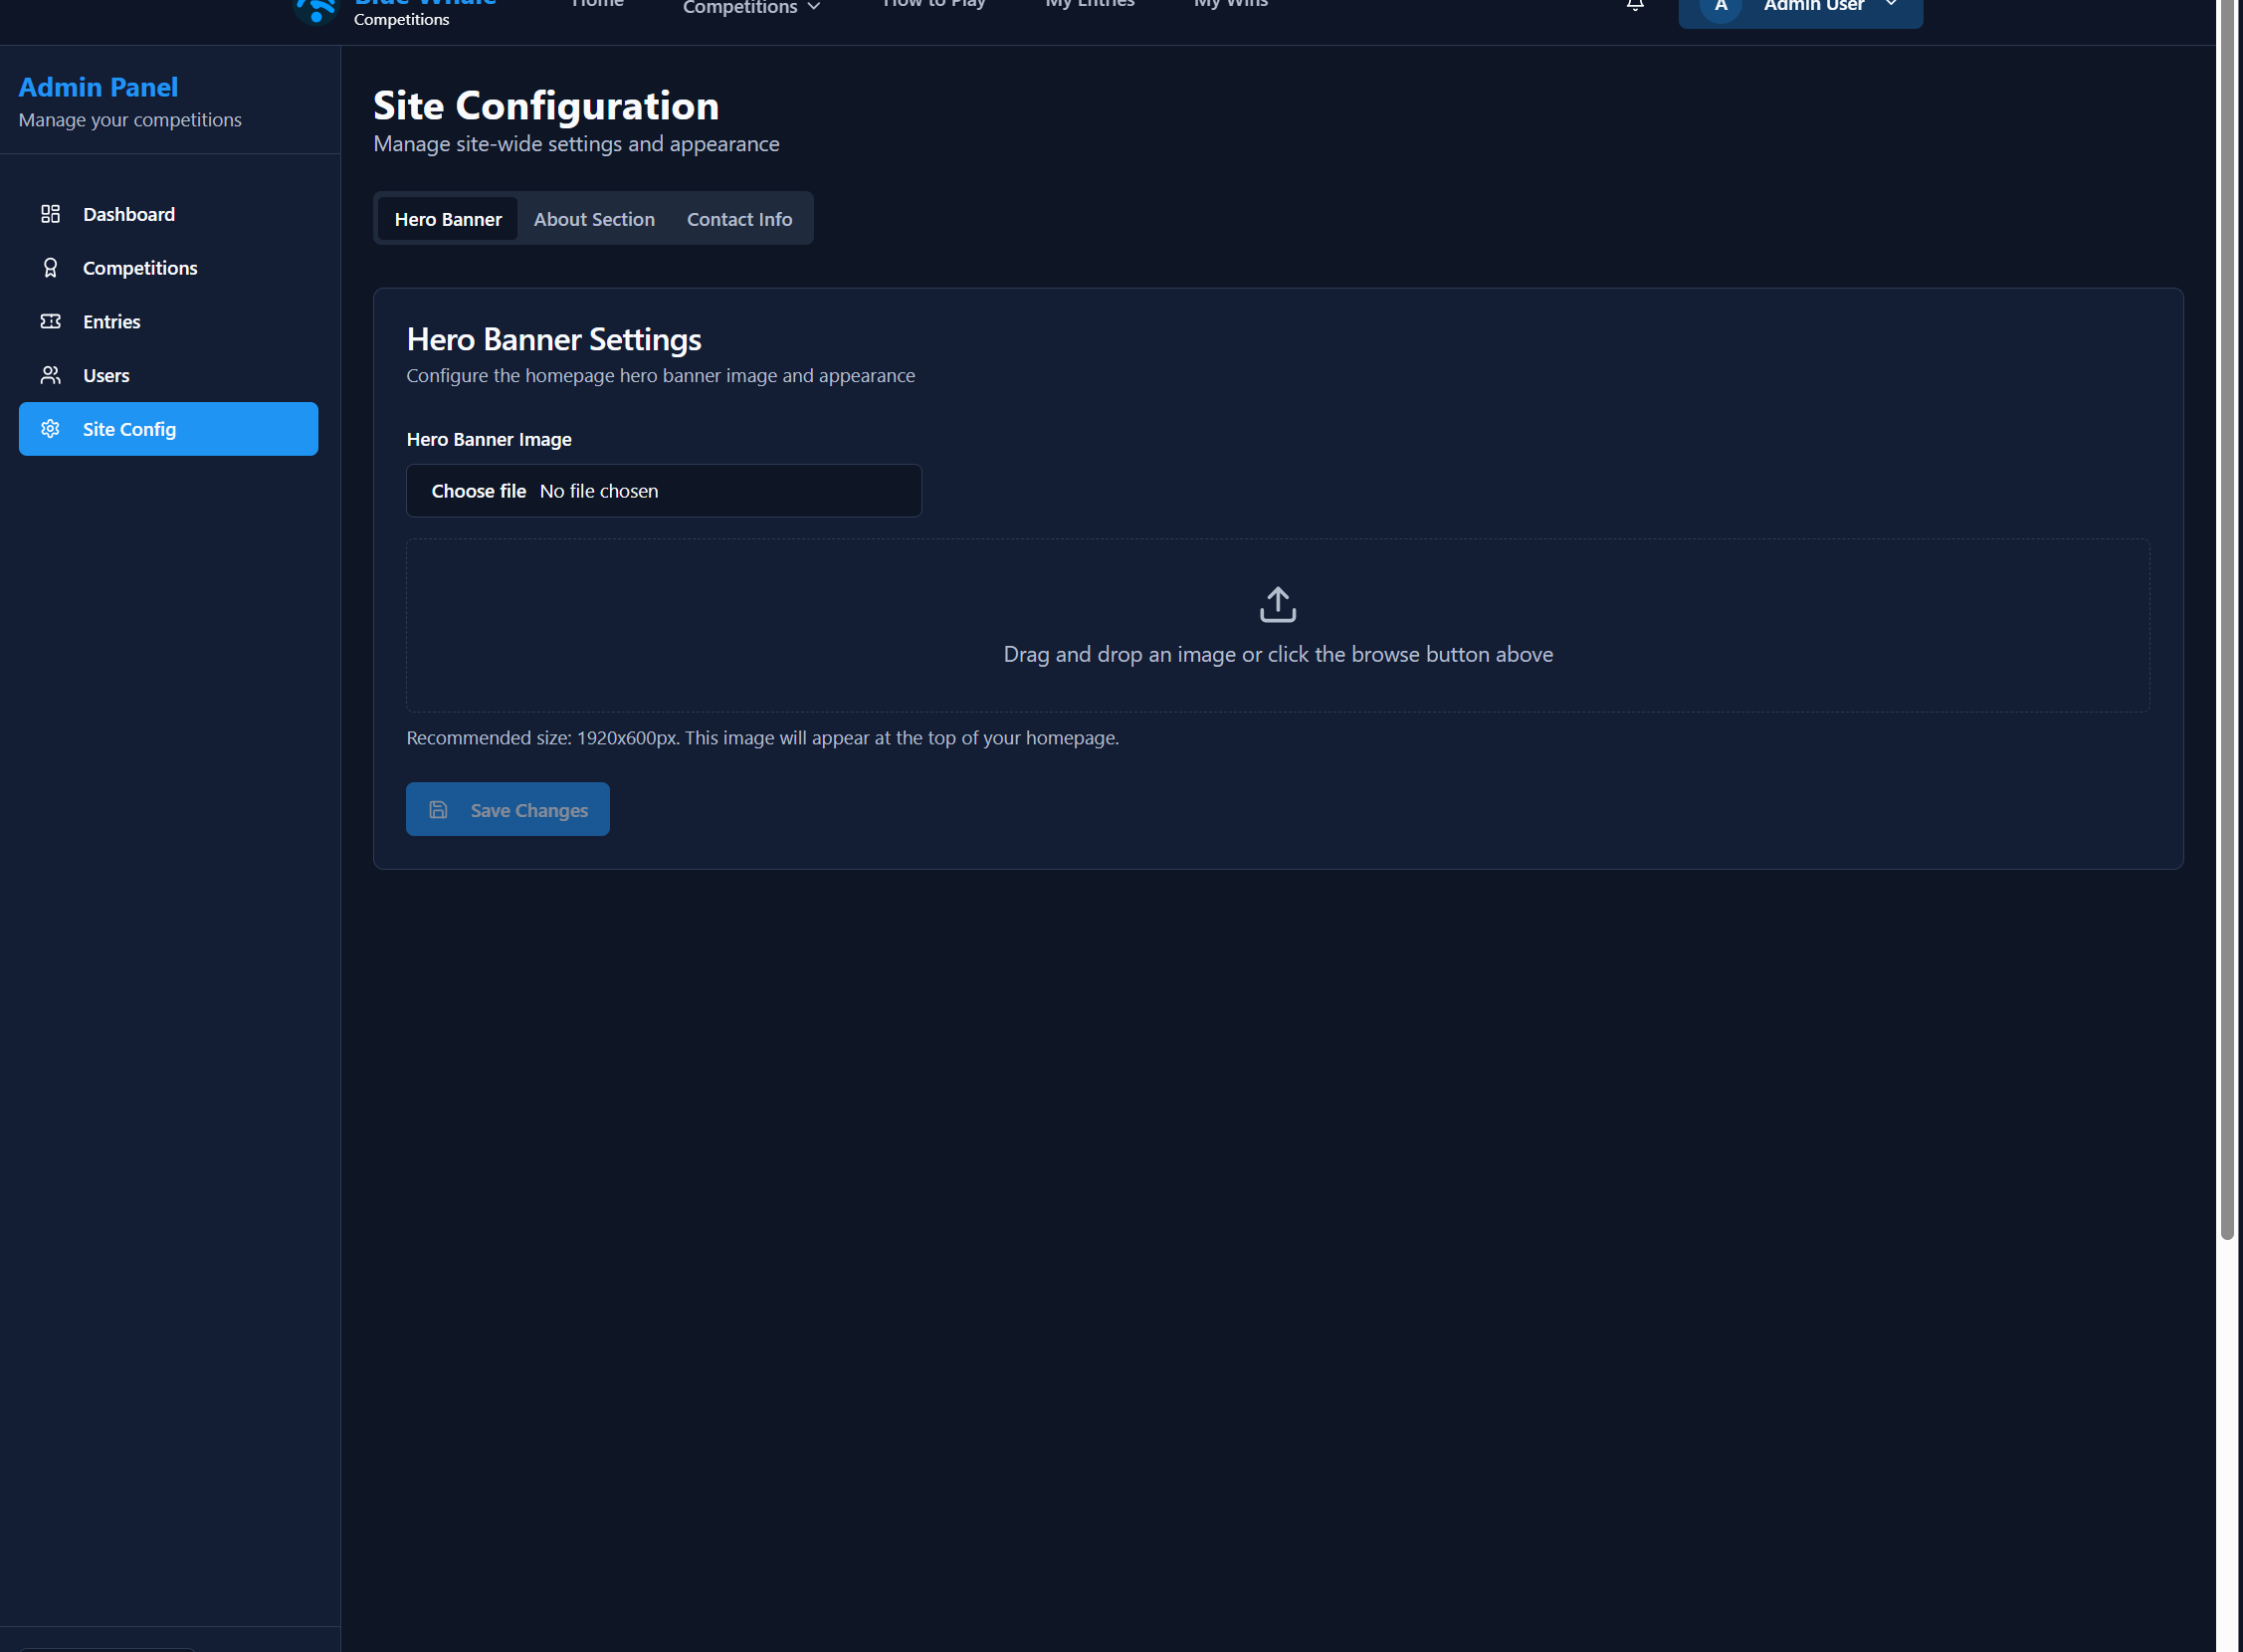 Blue Whale
Competitions
Home
Competitions
How to Play
My Entries
My Wins
A
Admin User
Admin Panel
Manage your competitions
Dashboard
Competitions
Entries
Users
Site Config
Site Configuration
Manage site-wide settings and appearance
Hero Banner
About Section
Contact Info
Hero Banner Settings
Configure the homepage hero banner image and appearance
Hero Banner Image
Choose file No file chosen
Drag and drop an image or click the browse button above
Recommended size: 1920x600px. This image will appear at the top of your homepage.
Save Changes